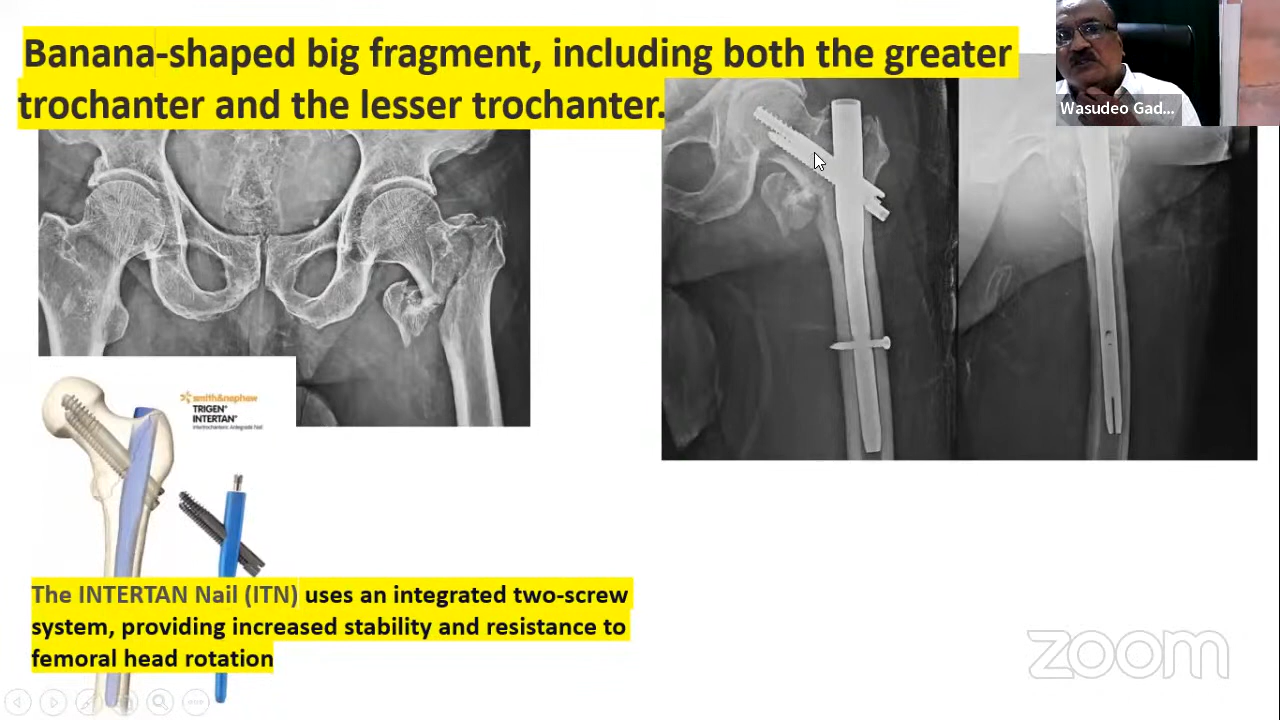 Banana-shaped big fragment, including both the greater
trochanter and the lesser trochanter.
Wasudeo Gad...
smith&nephew
TRIGEN®
INTERTAN®
Intertrochanteric Antegrade Nail
The INTERTAN Nail (ITN) uses an integrated two-screw
system, providing increased stability and resistance to
femoral head rotation
zoom